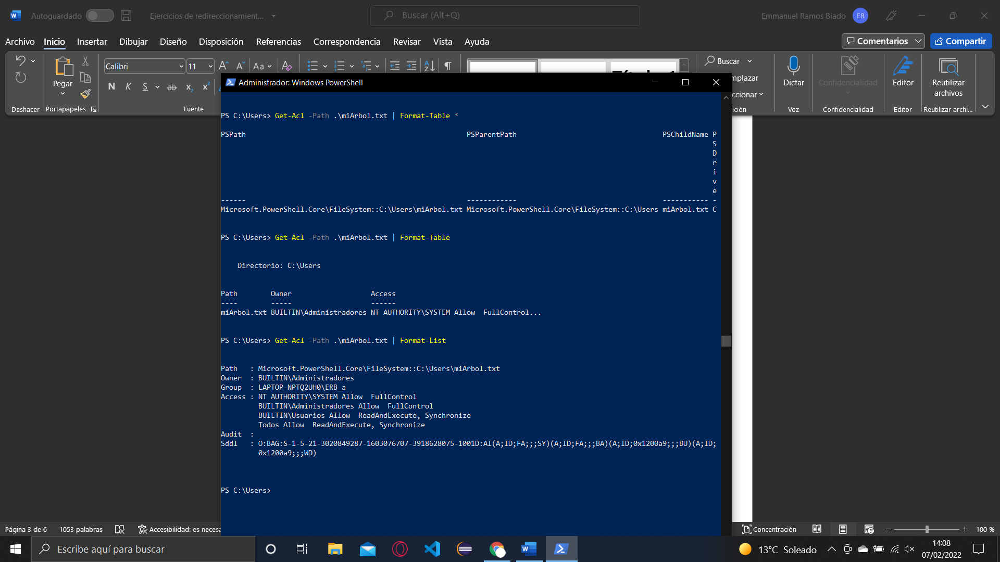 Autoguardado
Ejercicios de redireccionamient...
Buscar (Alt+Q)
Emmanuel Ramos Biado
ER
Archivo Inicio Insertar Dibujar Diseño Disposición Referencias Correspondencia Revisar Vista Ayuda
Comentarios
Compartir
Calibri 11
Pegar
N K S ab x2 x2
Deshacer
Portapapeles
Fuente
Buscar
mplazar
ccionar
ición
Dictar
Voz
Confidencialidad
Confidencialidad
Editor
Editor
Reutilizar
archivos
Reutilizar archi...
Administrador: Windows PowerShell
PS C:\Users> Get-Acl -Path .\miArbol.txt | Format-Table *
PSPath PSParentPath PSChildName P
S
D
r
i
v
e
------ ------------ ----------- -
Microsoft.PowerShell.Core\FileSystem::C:\Users\miArbol.txt Microsoft.PowerShell.Core\FileSystem::C:\Users miArbol.txt C
PS C:\Users> Get-Acl -Path .\miArbol.txt | Format-Table
Directorio: C:\Users
Path Owner Access
---- ----- ------
miArbol.txt BUILTIN\Administradores NT AUTHORITY\SYSTEM Allow  FullControl...
PS C:\Users> Get-Acl -Path .\miArbol.txt | Format-List
Path : Microsoft.PowerShell.Core\FileSystem::C:\Users\miArbol.txt
Owner : BUILTIN\Administradores
Group : LAPTOP-NPTQ2UH0\ERB_a
Access : NT AUTHORITY\SYSTEM Allow  FullControl
BUILTIN\Administradores Allow  FullControl
BUILTIN\Usuarios Allow  ReadAndExecute, Synchronize
Todos Allow  ReadAndExecute, Synchronize
Audit :
Sddl : O:BAG:S-1-5-21-3020849287-1603076707-3918628075-1001D:AI(A;ID;FA;;;SY)(A;ID;FA;;;BA)(A;ID;0x1200a9;;;BU)(A;ID;
0x1200a9;;;WD)
PS C:\Users>
Página 3 de 6 1053 palabras Accesibilidad: es necesa
Concentración
100 %
Escribe aquí para buscar
13°C Soleado
14:08
07/02/2022